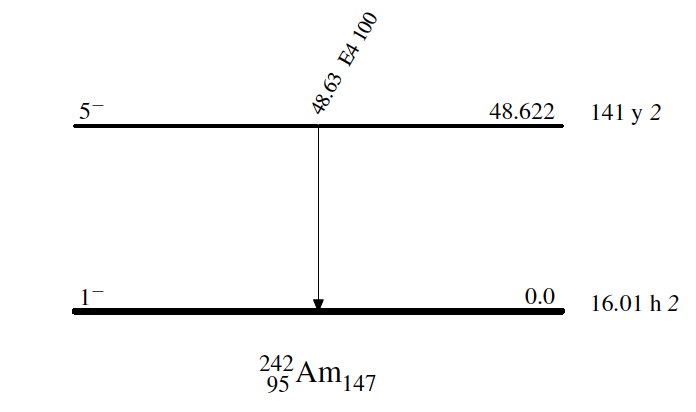 48.63 E4 100
5⁻ 48.622 141 y 2
1⁻ 0.0 16.01 h 2
²⁴²₉₅Am₁₄₇